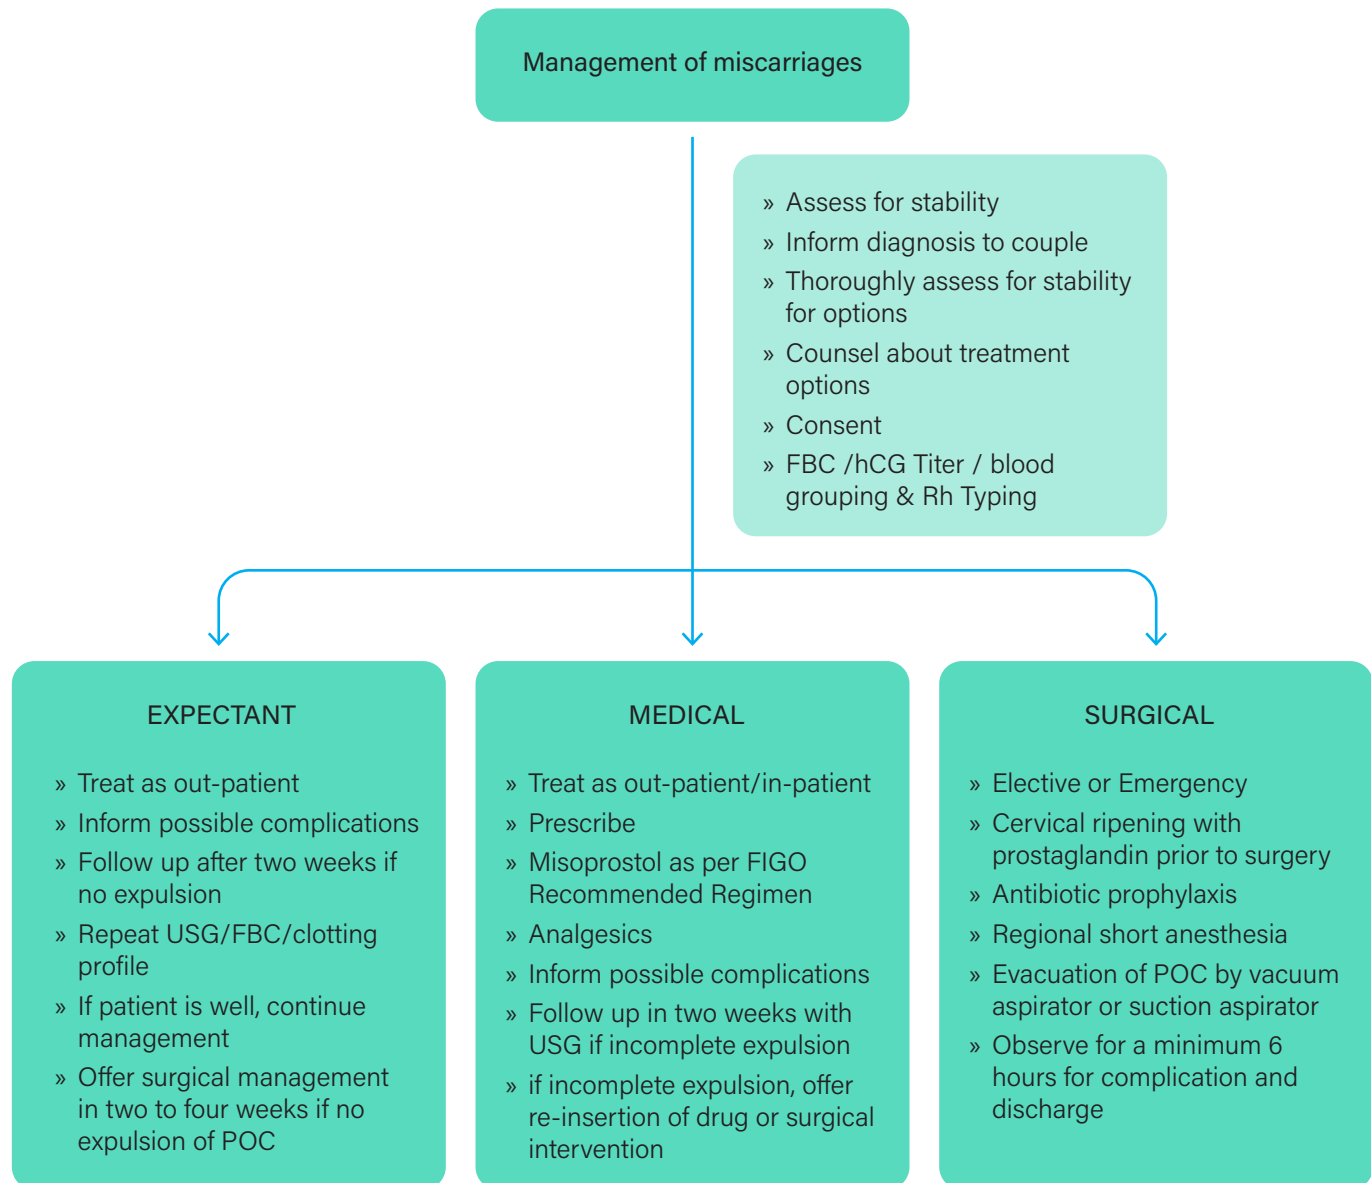 Management of miscarriages
» Assess for stability
» Inform diagnosis to couple
» Thoroughly assess for stability
for options
» Counsel about treatment
options
» Consent
» FBC /hCG Titer / blood
grouping & Rh Typing
EXPECTANT
» Treat as out-patient
» Inform possible complications
» Follow up after two weeks if
no expulsion
» Repeat USG/FBC/clotting
profile
» If patient is well, continue
management
» Offer surgical management
in two to four weeks if no
expulsion of POC
MEDICAL
» Treat as out-patient/in-patient
» Prescribe
» Misoprostol as per FIGO
Recommended Regimen
» Analgesics
» Inform possible complications
» Follow up in two weeks with
USG if incomplete expulsion
» if incomplete expulsion, offer
re-insertion of drug or surgical
intervention
SURGICAL
» Elective or Emergency
» Cervical ripening with
prostaglandin prior to surgery
» Antibiotic prophylaxis
» Regional short anesthesia
» Evacuation of POC by vacuum
aspirator or suction aspirator
» Observe for a minimum 6
hours for complication and
discharge